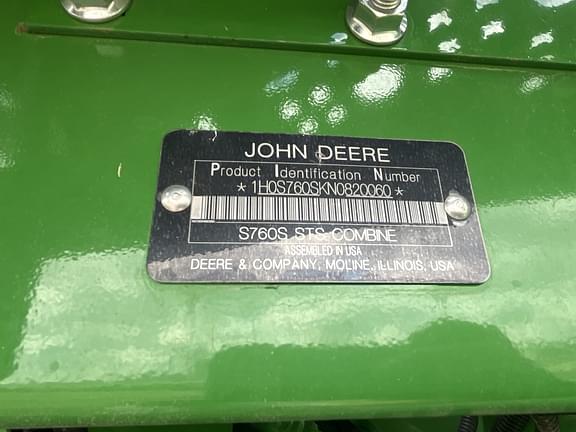 JOHN DEERE
Product Identification Number
*1H0S760SKN0820060*
S760S STS COMBINE
ASSEMBLED IN USA
DEERE & COMPANY, MOLINE, ILLINOIS, USA